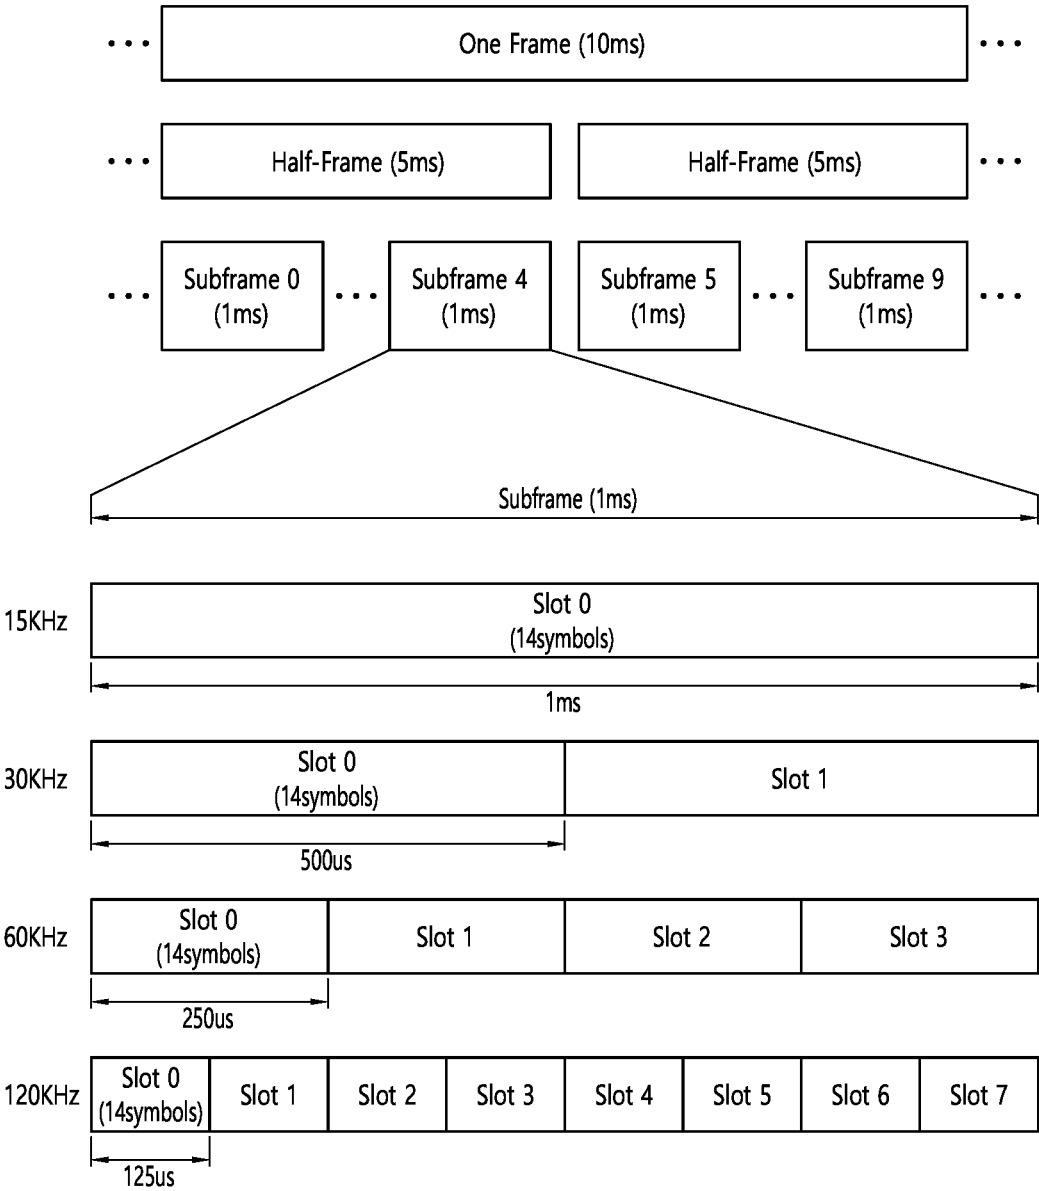 One Frame (10ms)
Half-Frame (5ms) Half-Frame (5ms)
Subframe 0 Subframe 4 Subframe 5 Subframe 9
(1ms) (1ms) (1ms) (1ms)
Subframe (1ms)
15KHz
Slot 0
(14symbols)
1ms
30KHz
Slot 0
(14symbols)
Slot 1
500us
60KHz
Slot 0
(14symbols)
Slot 1
Slot 2
Slot 3
250us
120KHz
Slot 0
(14symbols)
Slot 1
Slot 2
Slot 3
Slot 4
Slot 5
Slot 6
Slot 7
125us